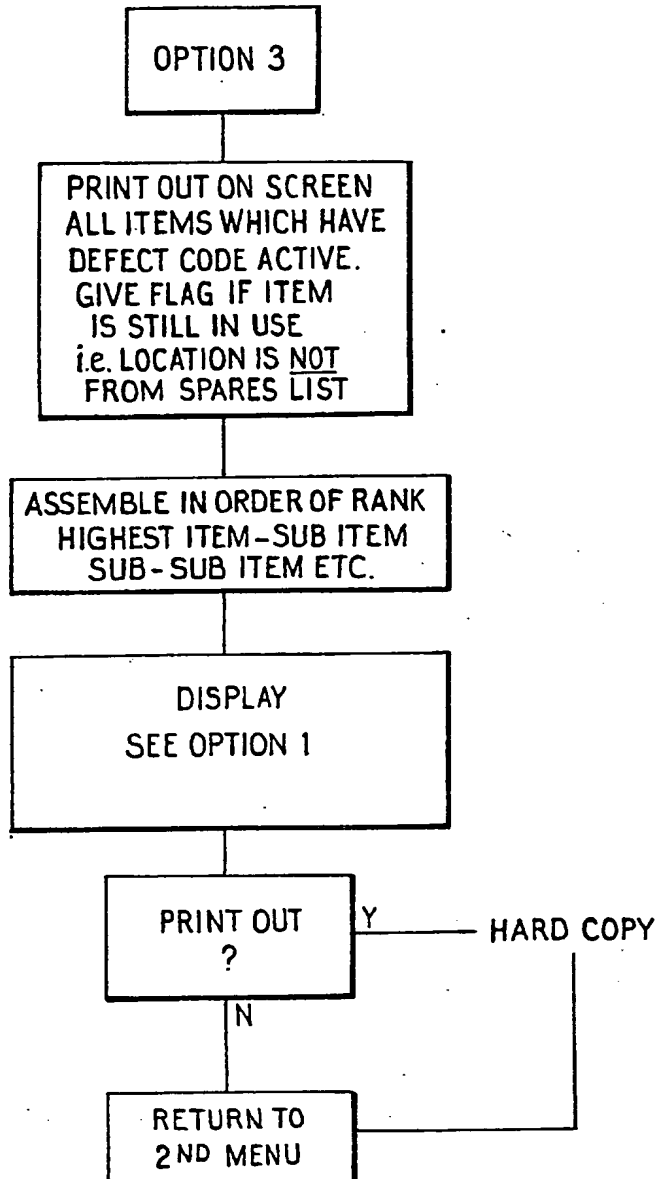 OPTION 3
PRINT OUT ON SCREEN
ALL ITEMS WHICH HAVE
DEFECT CODE ACTIVE.
GIVE FLAG IF ITEM
IS STILL IN USE
i.e. LOCATION IS NOT
FROM SPARES LIST
ASSEMBLE IN ORDER OF RANK
HIGHEST ITEM-SUB ITEM
SUB-SUB ITEM ETC.
DISPLAY
SEE OPTION 1
PRINT OUT
?
Y
HARD COPY
N
RETURN TO
2ND MENU